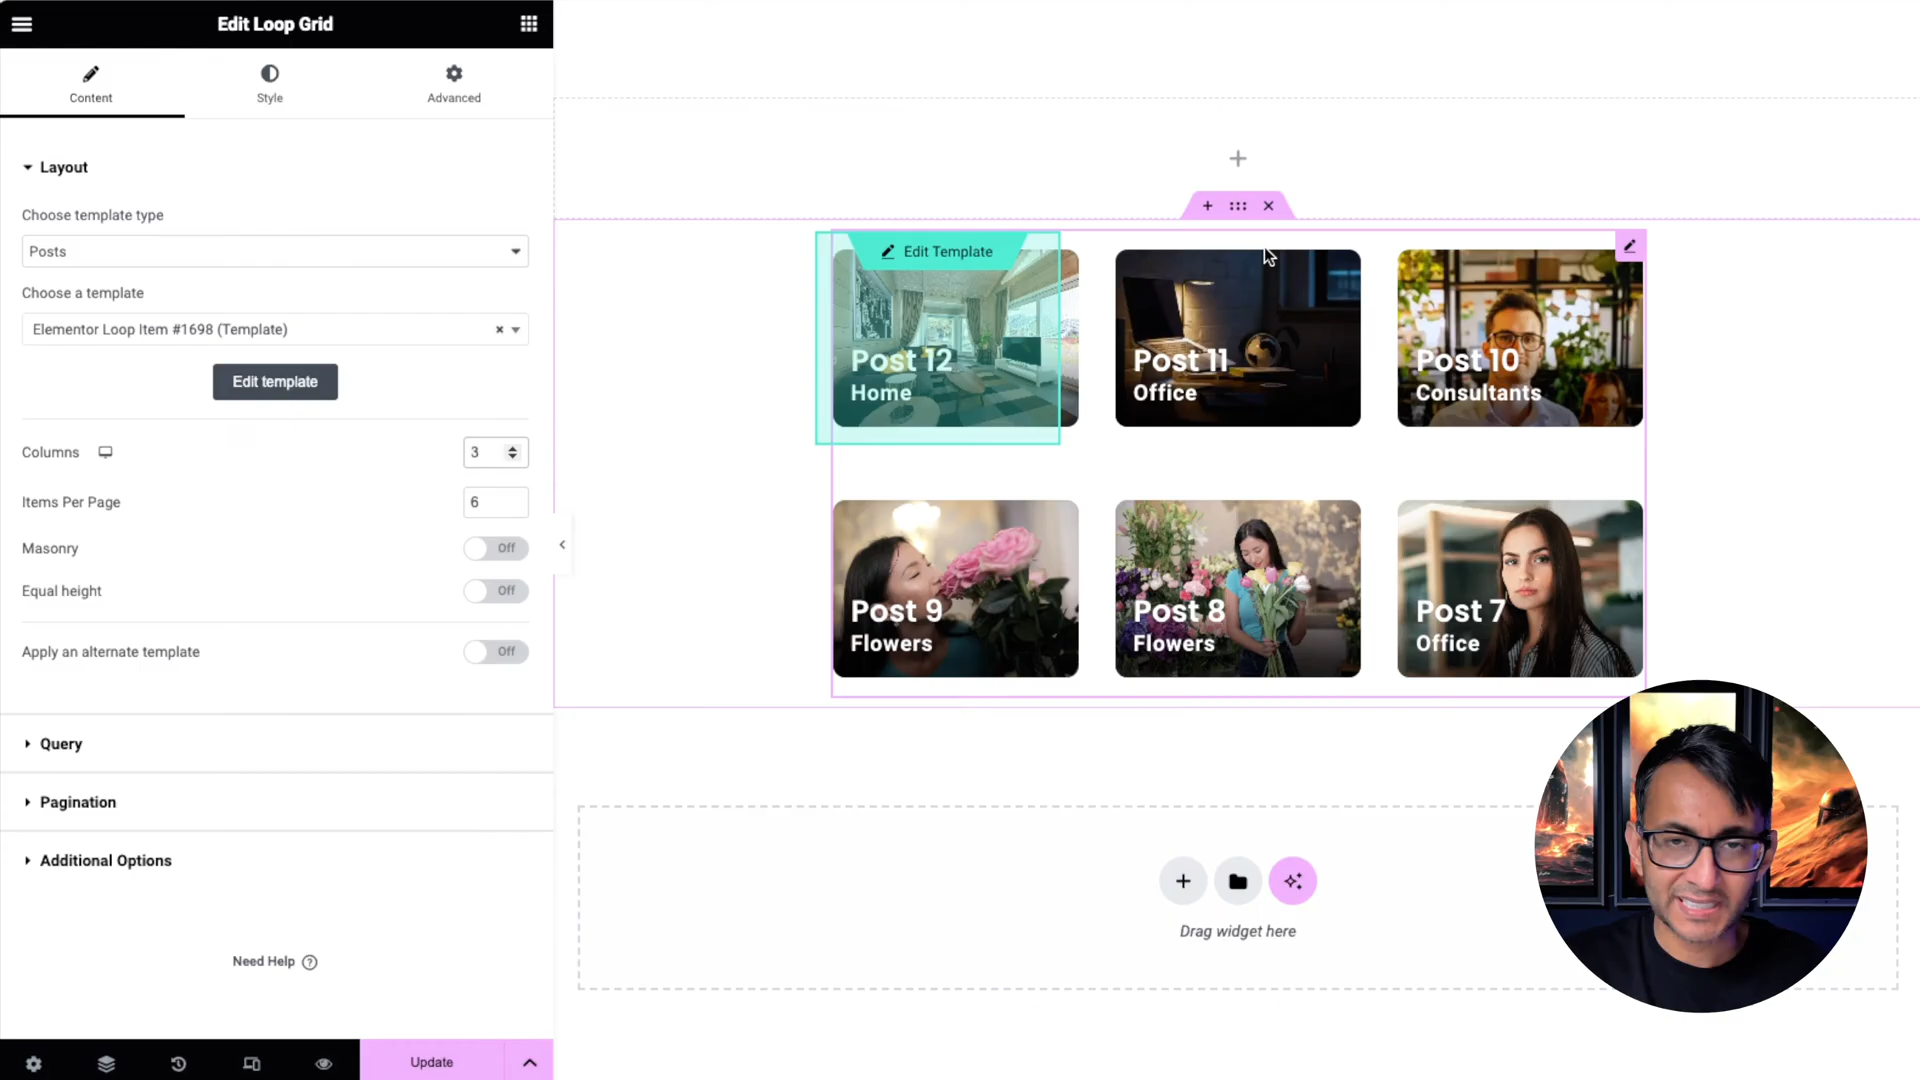 Edit Loop Grid
Content
Style
Advanced
Layout
Choose template type
Posts
Choose a template
Elementor Loop Item #1698 (Template)
Edit template
Columns
3
Items Per Page
6
Masonry
Off
Equal height
Off
Apply an alternate template
Off
Query
Pagination
Additional Options
Need Help
Update
Edit Template
Post 12
Home
Post 11
Office
Post 10
Consultants
Post 9
Flowers
Post 8
Flowers
Post 7
Office
Drag widget here